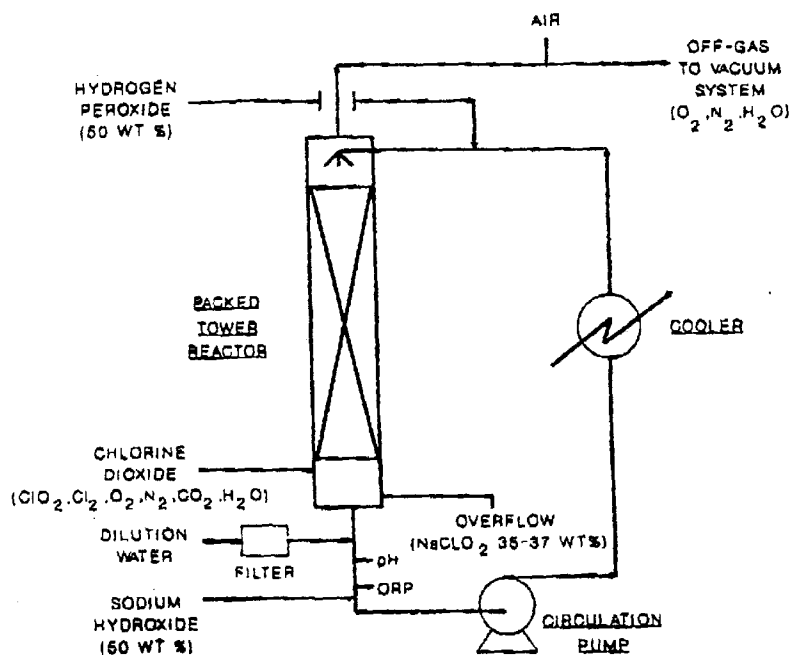 AIR
OFF-GAS
TO VACUUM
SYSTEM
(O₂,N₂,H₂O)
HYDROGEN
PEROXIDE
(50 WT %)
PACKED
TOWER
REACTOR
COOLER
CHLORINE
DIOXIDE
(ClO₂,Cl₂,O₂,N₂,CO₂,H₂O)
OVERFLOW
(NaCLO₂ 35-37 WT%)
DILUTION
WATER
FILTER
pH
ORP
SODIUM
HYDROXIDE
(50 WT %)
CIRCULATION
PUMP